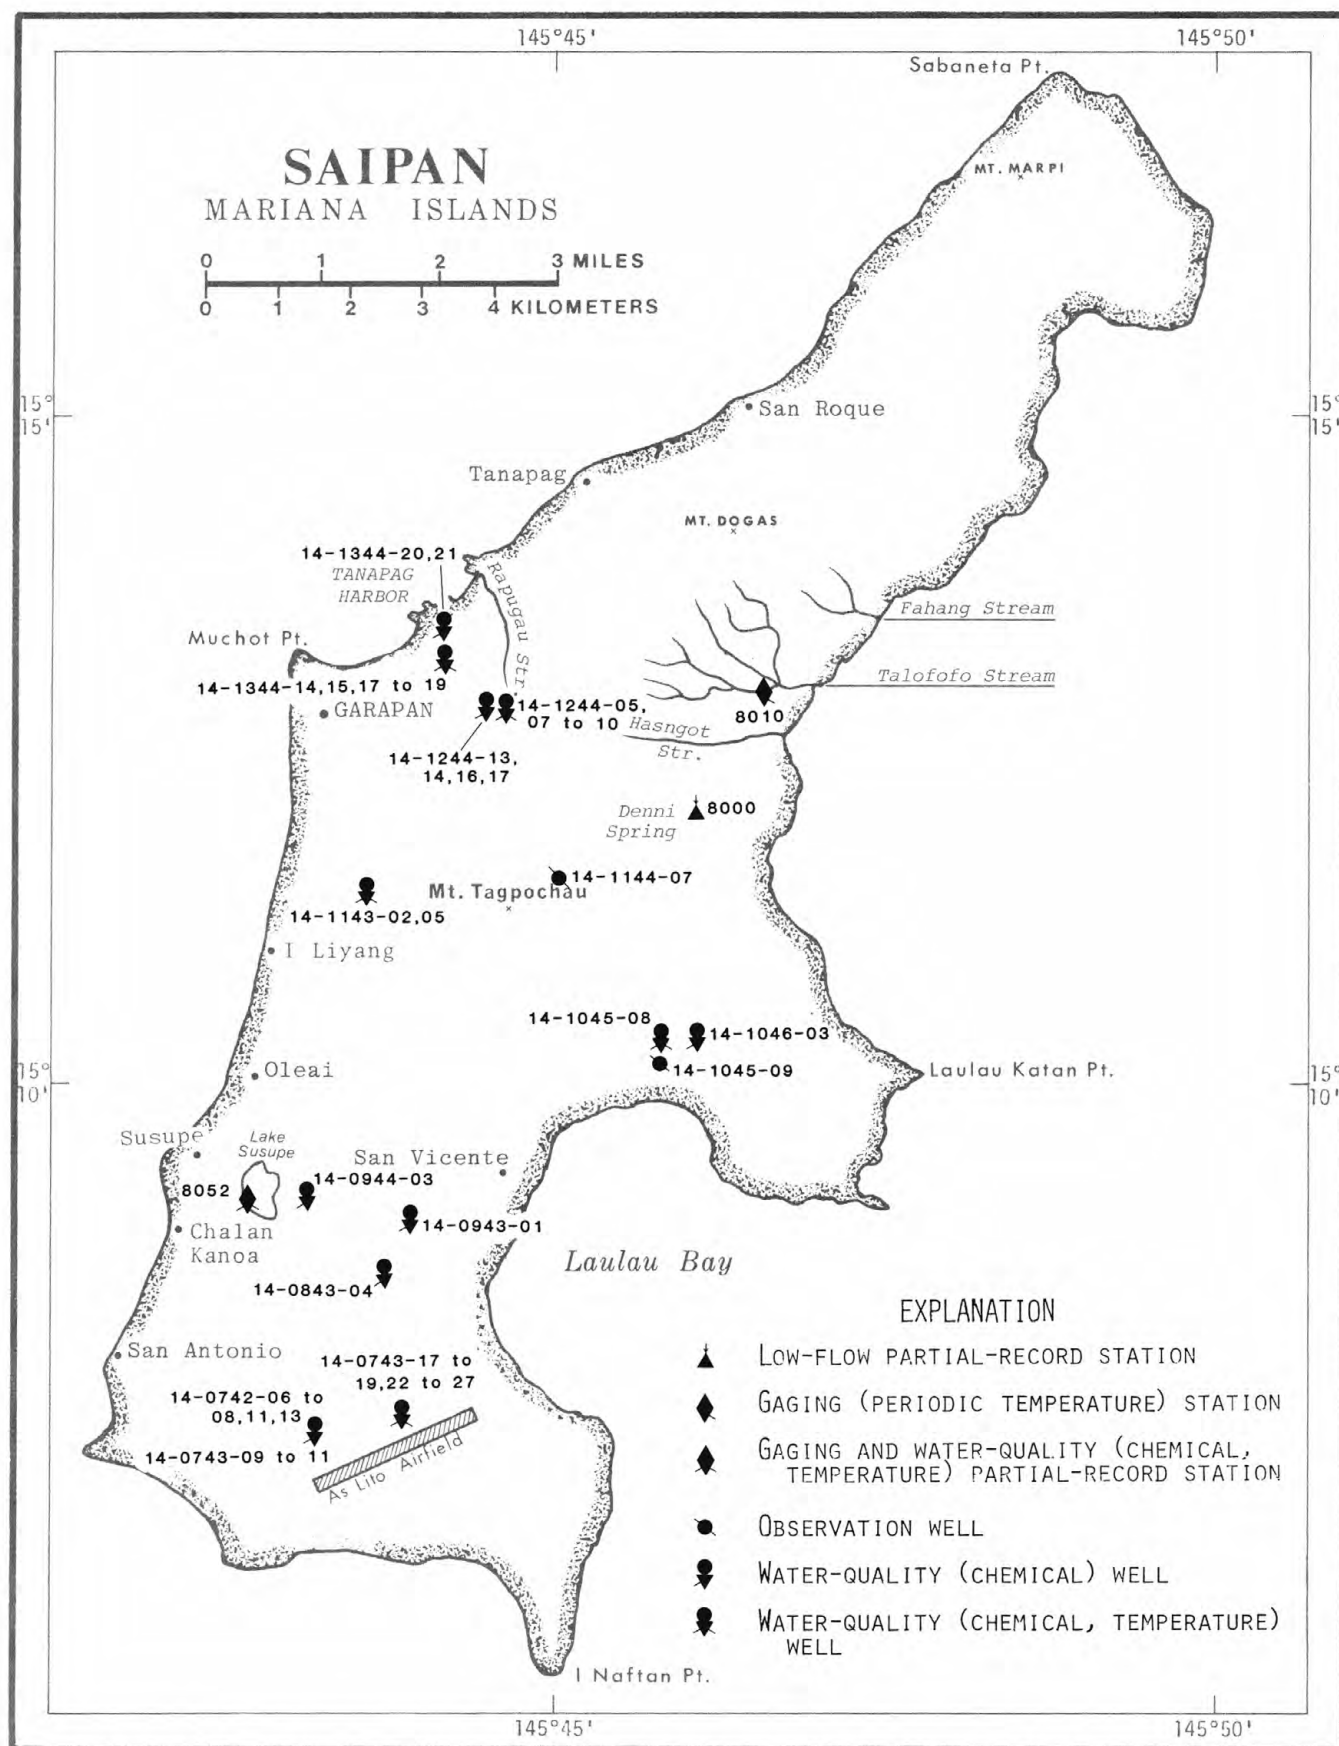 145°45'
145°50'
Sabaneta Pt.
SAIPAN
MARIANA ISLANDS
MT. MARPI
0 1 2 3 MILES
0 1 2 3 4 KILOMETERS
15°
15'
15°
15'
San Roque
Tanapag
MT. DOGAS
14-1344-20,21
TANAPAG
HARBOR
Rapugau Str.
Fahang Stream
Muchot Pt.
Talofofo Stream
14-1344-14,15,17 to 19
GARAPAN
14-1244-05,
07 to 10
8010
Hasngot
Str.
14-1244-13,
14,16,17
Denni
Spring
8000
14-1144-07
Mt. Tagpochau
14-1143-02,05
I Liyang
14-1045-08
14-1046-03
14-1045-09
Oleai
Laulau Katan Pt.
15°
10'
15°
10'
Susupe
Lake
Susupe
San Vicente
14-0944-03
8052
14-0943-01
Chalan
Kanoa
14-0843-04
Laulau Bay
San Antonio
14-0743-17 to
19,22 to 27
14-0742-06 to
08,11,13
14-0743-09 to 11
As Lito Airfield
EXPLANATION
LOW-FLOW PARTIAL-RECORD STATION
GAGING (PERIODIC TEMPERATURE) STATION
GAGING AND WATER-QUALITY (CHEMICAL,
TEMPERATURE) PARTIAL-RECORD STATION
OBSERVATION WELL
WATER-QUALITY (CHEMICAL) WELL
WATER-QUALITY (CHEMICAL, TEMPERATURE)
WELL
I Naftan Pt.
145°45'
145°50'